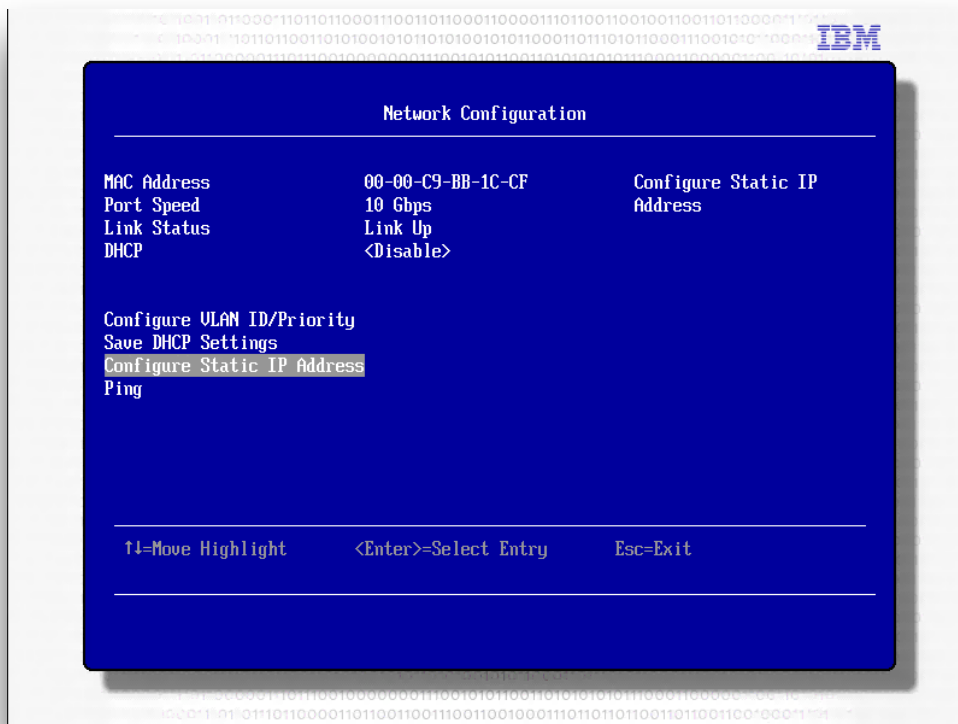 IBM
Network Configuration
MAC Address 00-00-C9-BB-1C-CF Configure Static IP
Port Speed 10 Gbps Address
Link Status Link Up
DHCP <Disable>
Configure VLAN ID/Priority
Save DHCP Settings
Configure Static IP Address
Ping
↑↓=Move Highlight <Enter>=Select Entry Esc=Exit